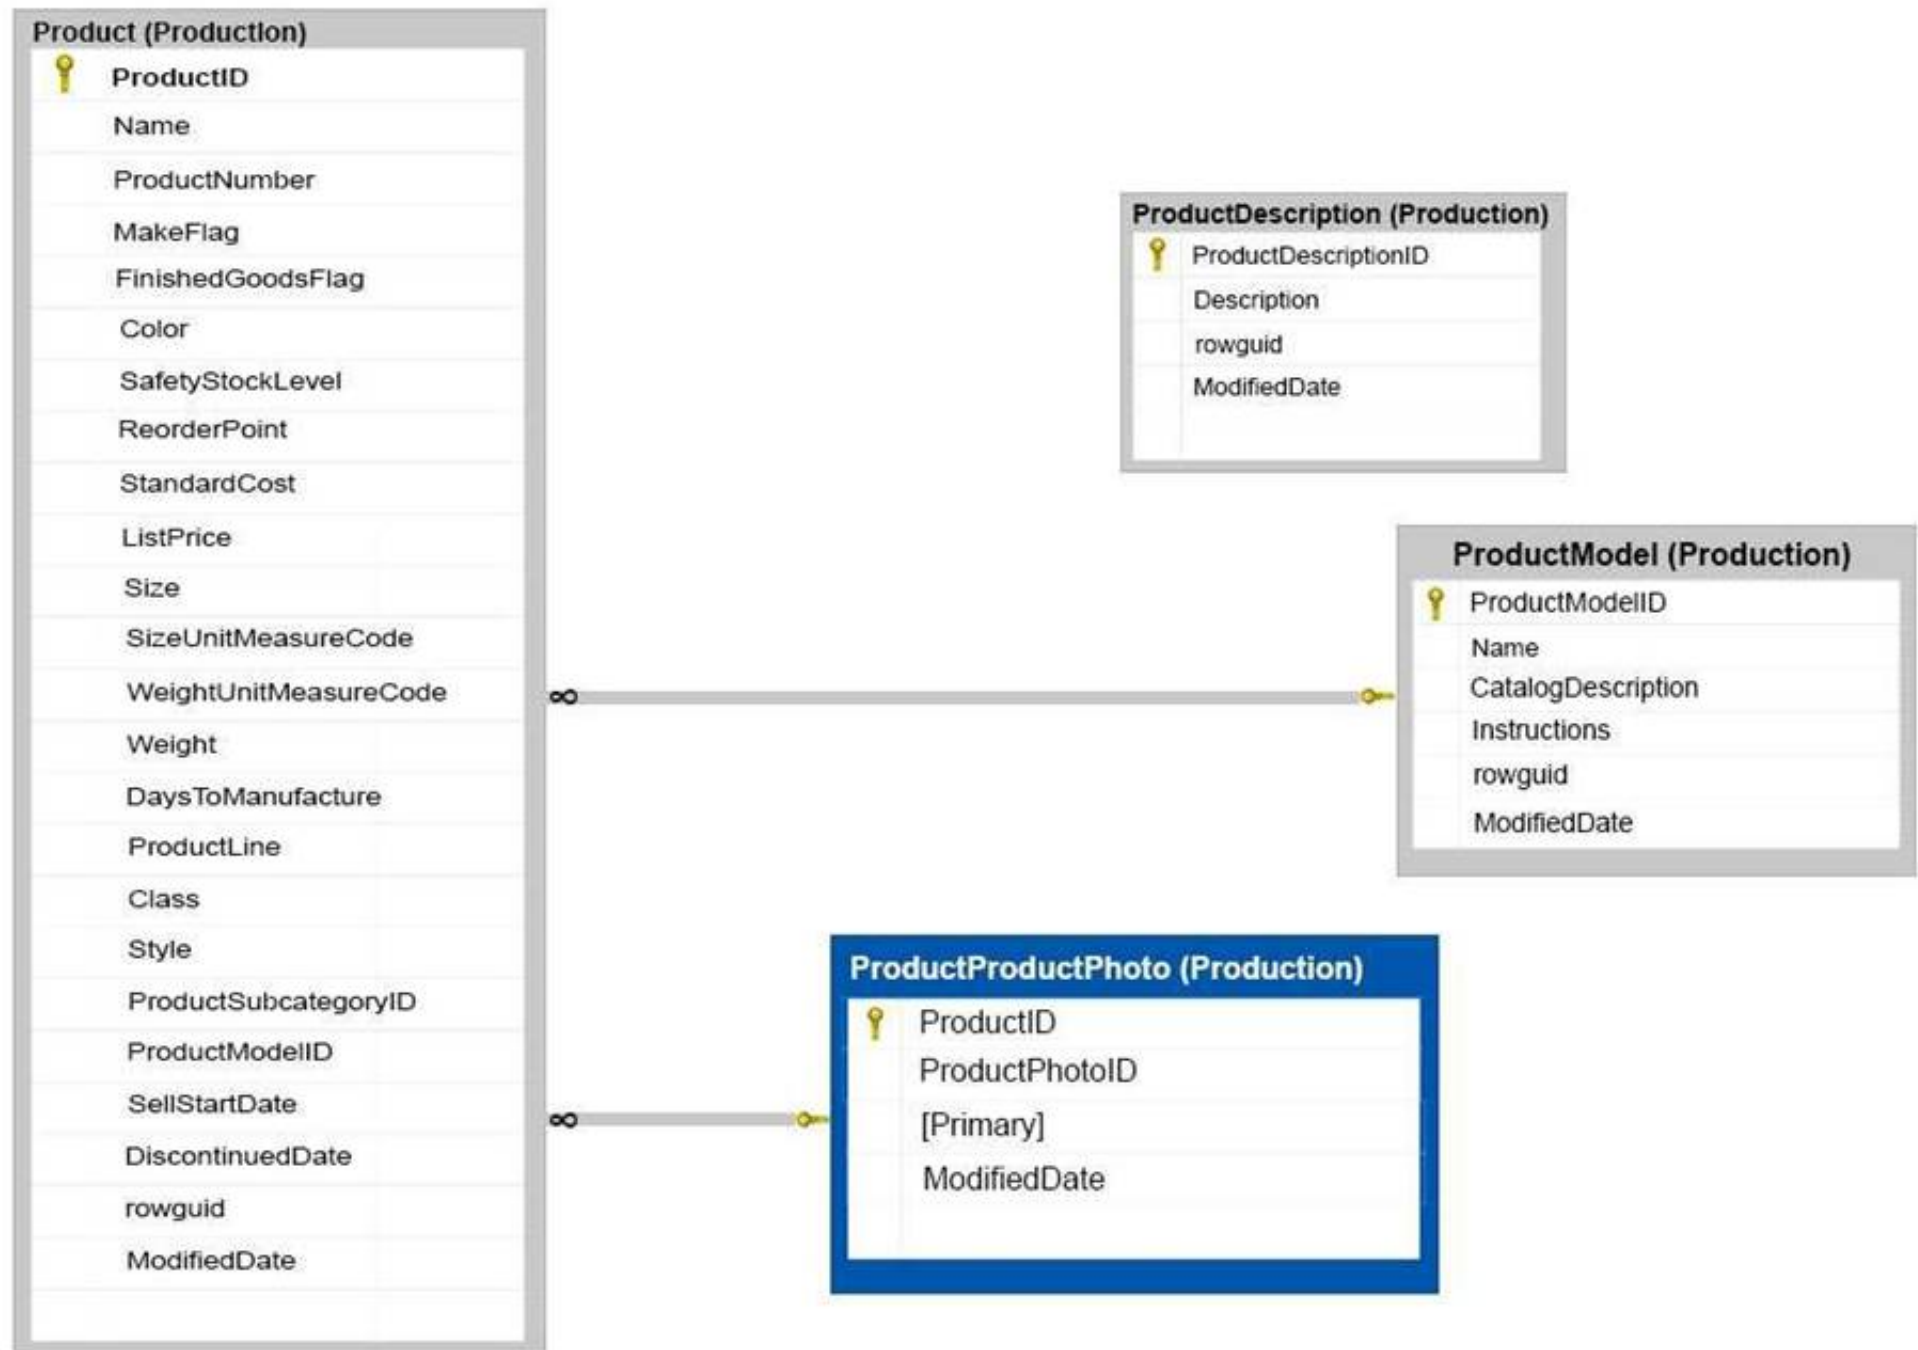 Product (Production)
ProductID
Name
ProductNumber
MakeFlag
FinishedGoodsFlag
Color
SafetyStockLevel
ReorderPoint
StandardCost
ListPrice
Size
SizeUnitMeasureCode
WeightUnitMeasureCode
Weight
DaysToManufacture
ProductLine
Class
Style
ProductSubcategoryID
ProductModelID
SellStartDate
DiscontinuedDate
rowguid
ModifiedDate
ProductDescription (Production)
ProductDescriptionID
Description
rowguid
ModifiedDate
ProductModel (Production)
ProductModelID
Name
CatalogDescription
Instructions
rowguid
ModifiedDate
ProductProductPhoto (Production)
ProductID
ProductPhotoID
[Primary]
ModifiedDate